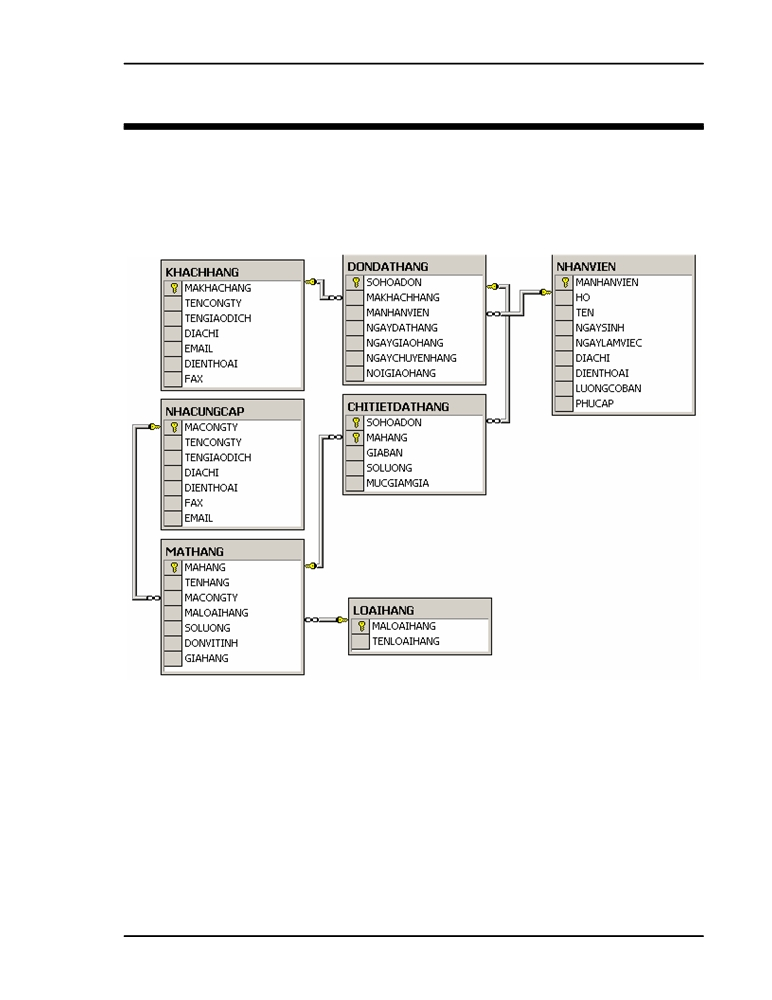 KHACHHANG
MAKHACHANG
TENCONGTY
TENGIAODICH
DIACHI
EMAIL
DIENTHOAI
FAX
DONDATHANG
SOHOADON
MAKHACHHANG
MANHANVIEN
NGAYDATHANG
NGAYGIAOHANG
NGAYCHUYENHANG
NOIGIAOHANG
NHANVIEN
MANHANVIEN
HO
TEN
NGAYSINH
NGAYLAMVIEC
DIACHI
DIENTHOAI
LUONGCOBAN
PHUCAP
NHACUNGCAP
MACONGTY
TENCONGTY
TENGIAODICH
DIACHI
DIENTHOAI
FAX
EMAIL
CHITIETDATHANG
SOHOADON
MAHANG
GIABAN
SOLUONG
MUCGIAMGIA
MATHANG
MAHANG
TENHANG
MACONGTY
MALOAIHANG
SOLUONG
DONVITINH
GIAHANG
LOAIHANG
MALOAIHANG
TENLOAIHANG